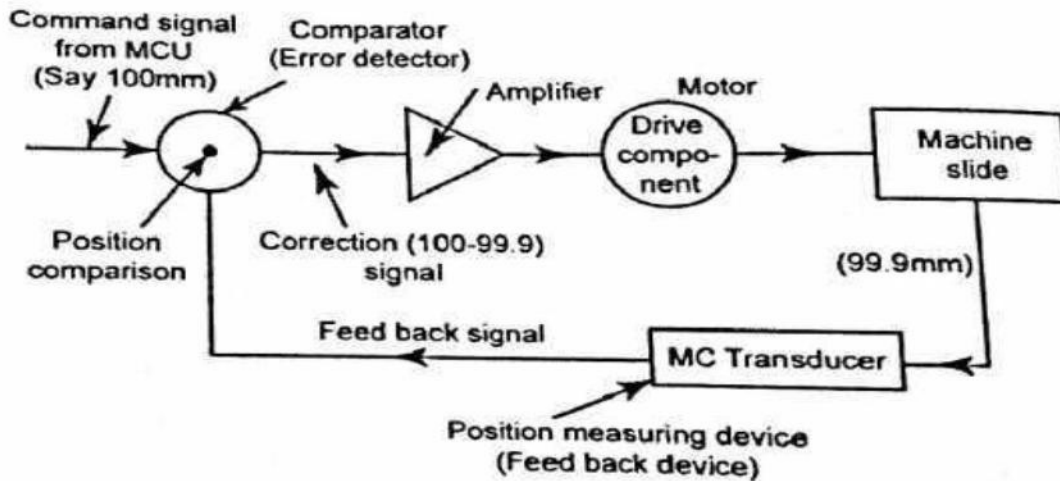 Command signal
from MCU
(Say 100mm)
Comparator
(Error detector)
Amplifier
Motor
Drive
compo-
nent
Machine
slide
Position
comparison
Correction (100-99.9)
signal
(99.9mm)
Feed back signal
MC Transducer
Position measuring device
(Feed back device)